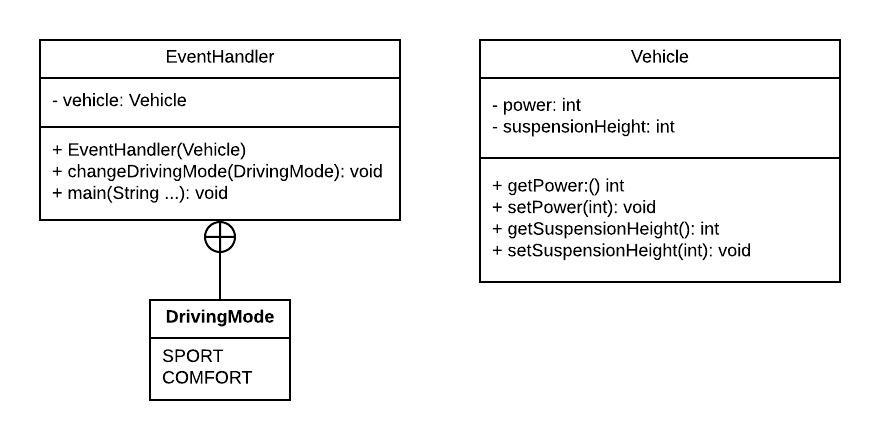 EventHandler
- vehicle: Vehicle
+ EventHandler(Vehicle)
+ changeDrivingMode(DrivingMode): void
+ main(String ...): void
DrivingMode
SPORT
COMFORT
Vehicle
- power: int
- suspensionHeight: int
+ getPower:() int
+ setPower(int): void
+ getSuspensionHeight(): int
+ setSuspensionHeight(int): void